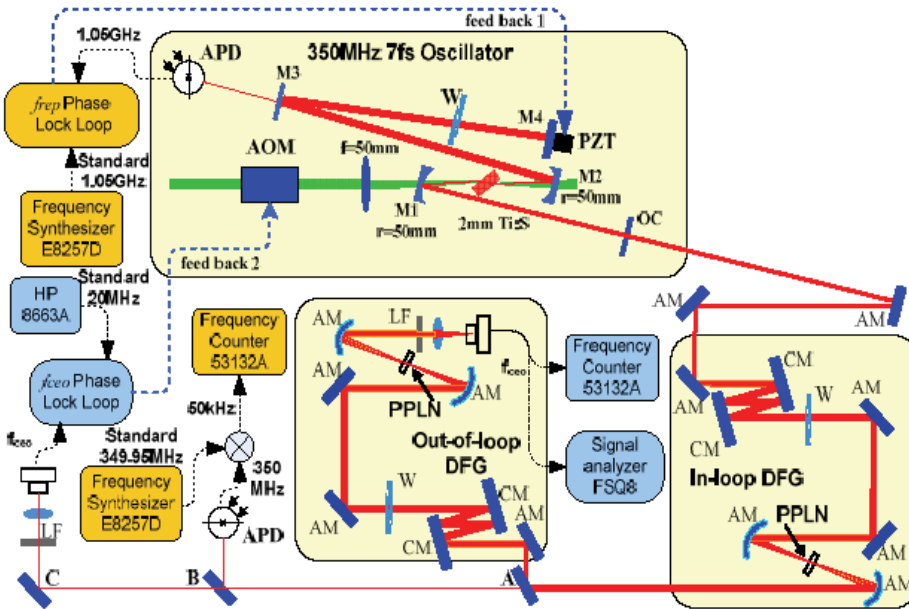 feed back 1
1.05GHz
APD
350MHz 7fs Oscillator
M3
W
M4
PZT
frep Phase
Lock Loop
AOM
f=50mm
M2
r=50mm
Standard
1.05GHz
M1
r=50mm
2mm Ti:S
OC
Frequency
Synthesizer
E8257D
feed back 2
Standard
20MHz
HP
8663A
AM
AM
Frequency
Counter
53132A
AM
LF
fceo
Frequency
Counter
53132A
CM
AM
W
AM
CM
fceo Phase
Lock Loop
AM
PPLN
AM
50kHz
fceo
Standard
349.95MHz
Out-of-loop
DFG
Signal
analyzer
FSQ8
In-loop DFG
Frequency
Synthesizer
E8257D
350
MHz
W
CM
AM
PPLN
AM
AM
CM
AM
LF
APD
C
B
A
AM